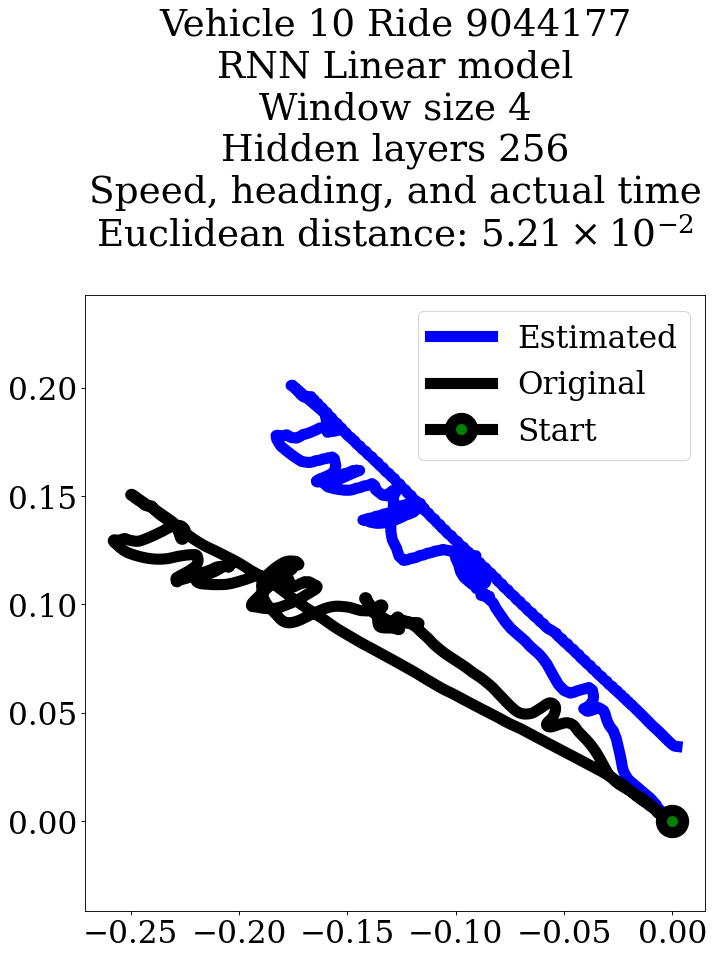 Vehicle 10 Ride 9044177
RNN Linear model
Window size 4
Hidden layers 256
Speed, heading, and actual time
Euclidean distance: 5.21 × 10⁻²
Estimated
Original
Start
0.20
0.15
0.10
0.05
0.00
−0.25 −0.20 −0.15 −0.10 −0.05 0.00